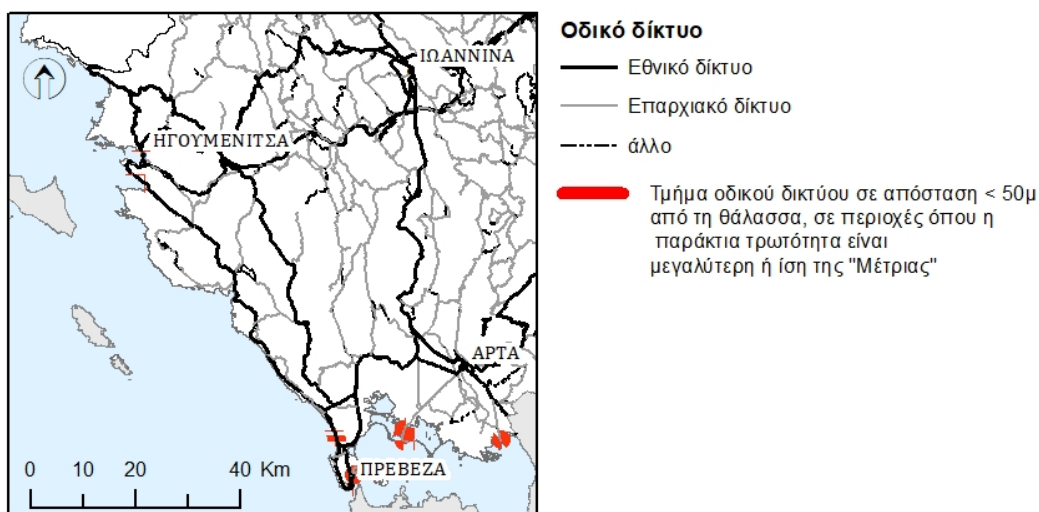 ΙΩΑΝΝΙΝΑ
ΗΓΟΥΜΕΝΙΤΣΑ
ΑΡΤΑ
ΠΡΕΒΕΖΑ
0 10 20 40 Km
Οδικό δίκτυο
Εθνικό δίκτυο
Επαρχιακό δίκτυο
άλλο
Τμήμα οδικού δικτύου σε απόσταση < 50μ
από τη θάλασσα, σε περιοχές όπου η
παράκτια τρωτότητα είναι
μεγαλύτερη ή ίση της "Μέτριας"